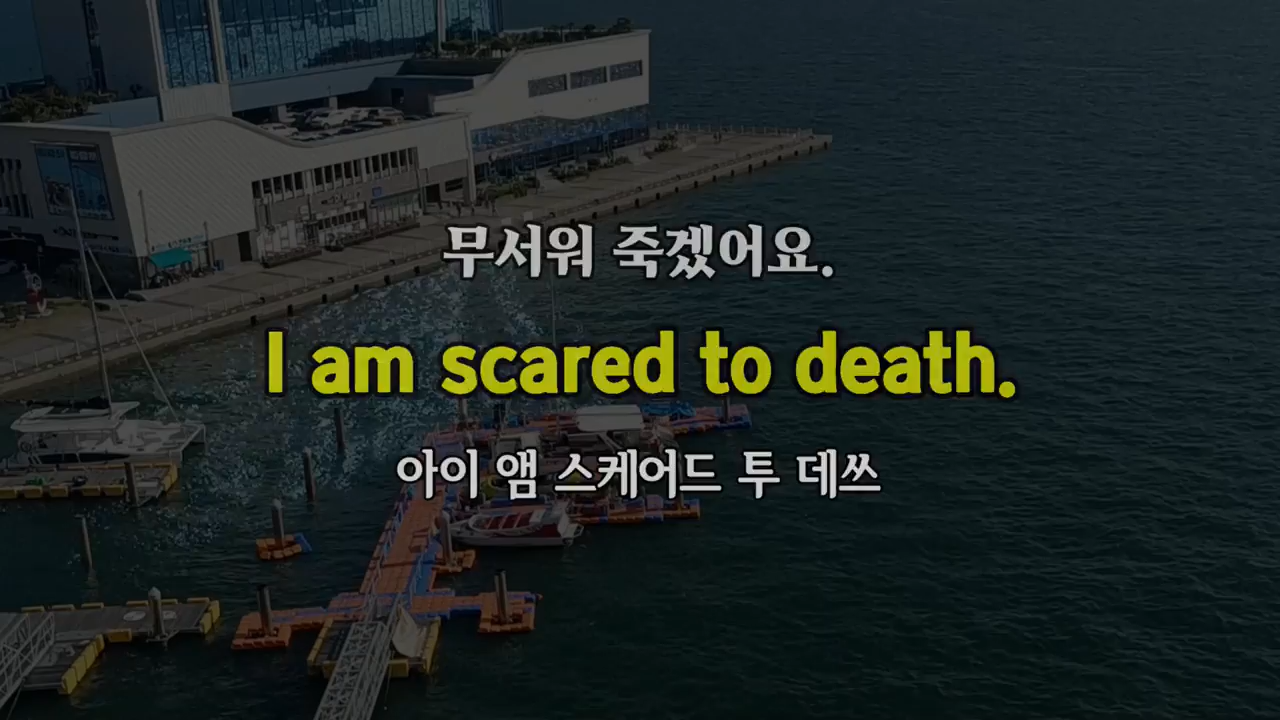 무서워 죽겠어요.
I am scared to death.
아이 앰 스케어드 투 데쓰